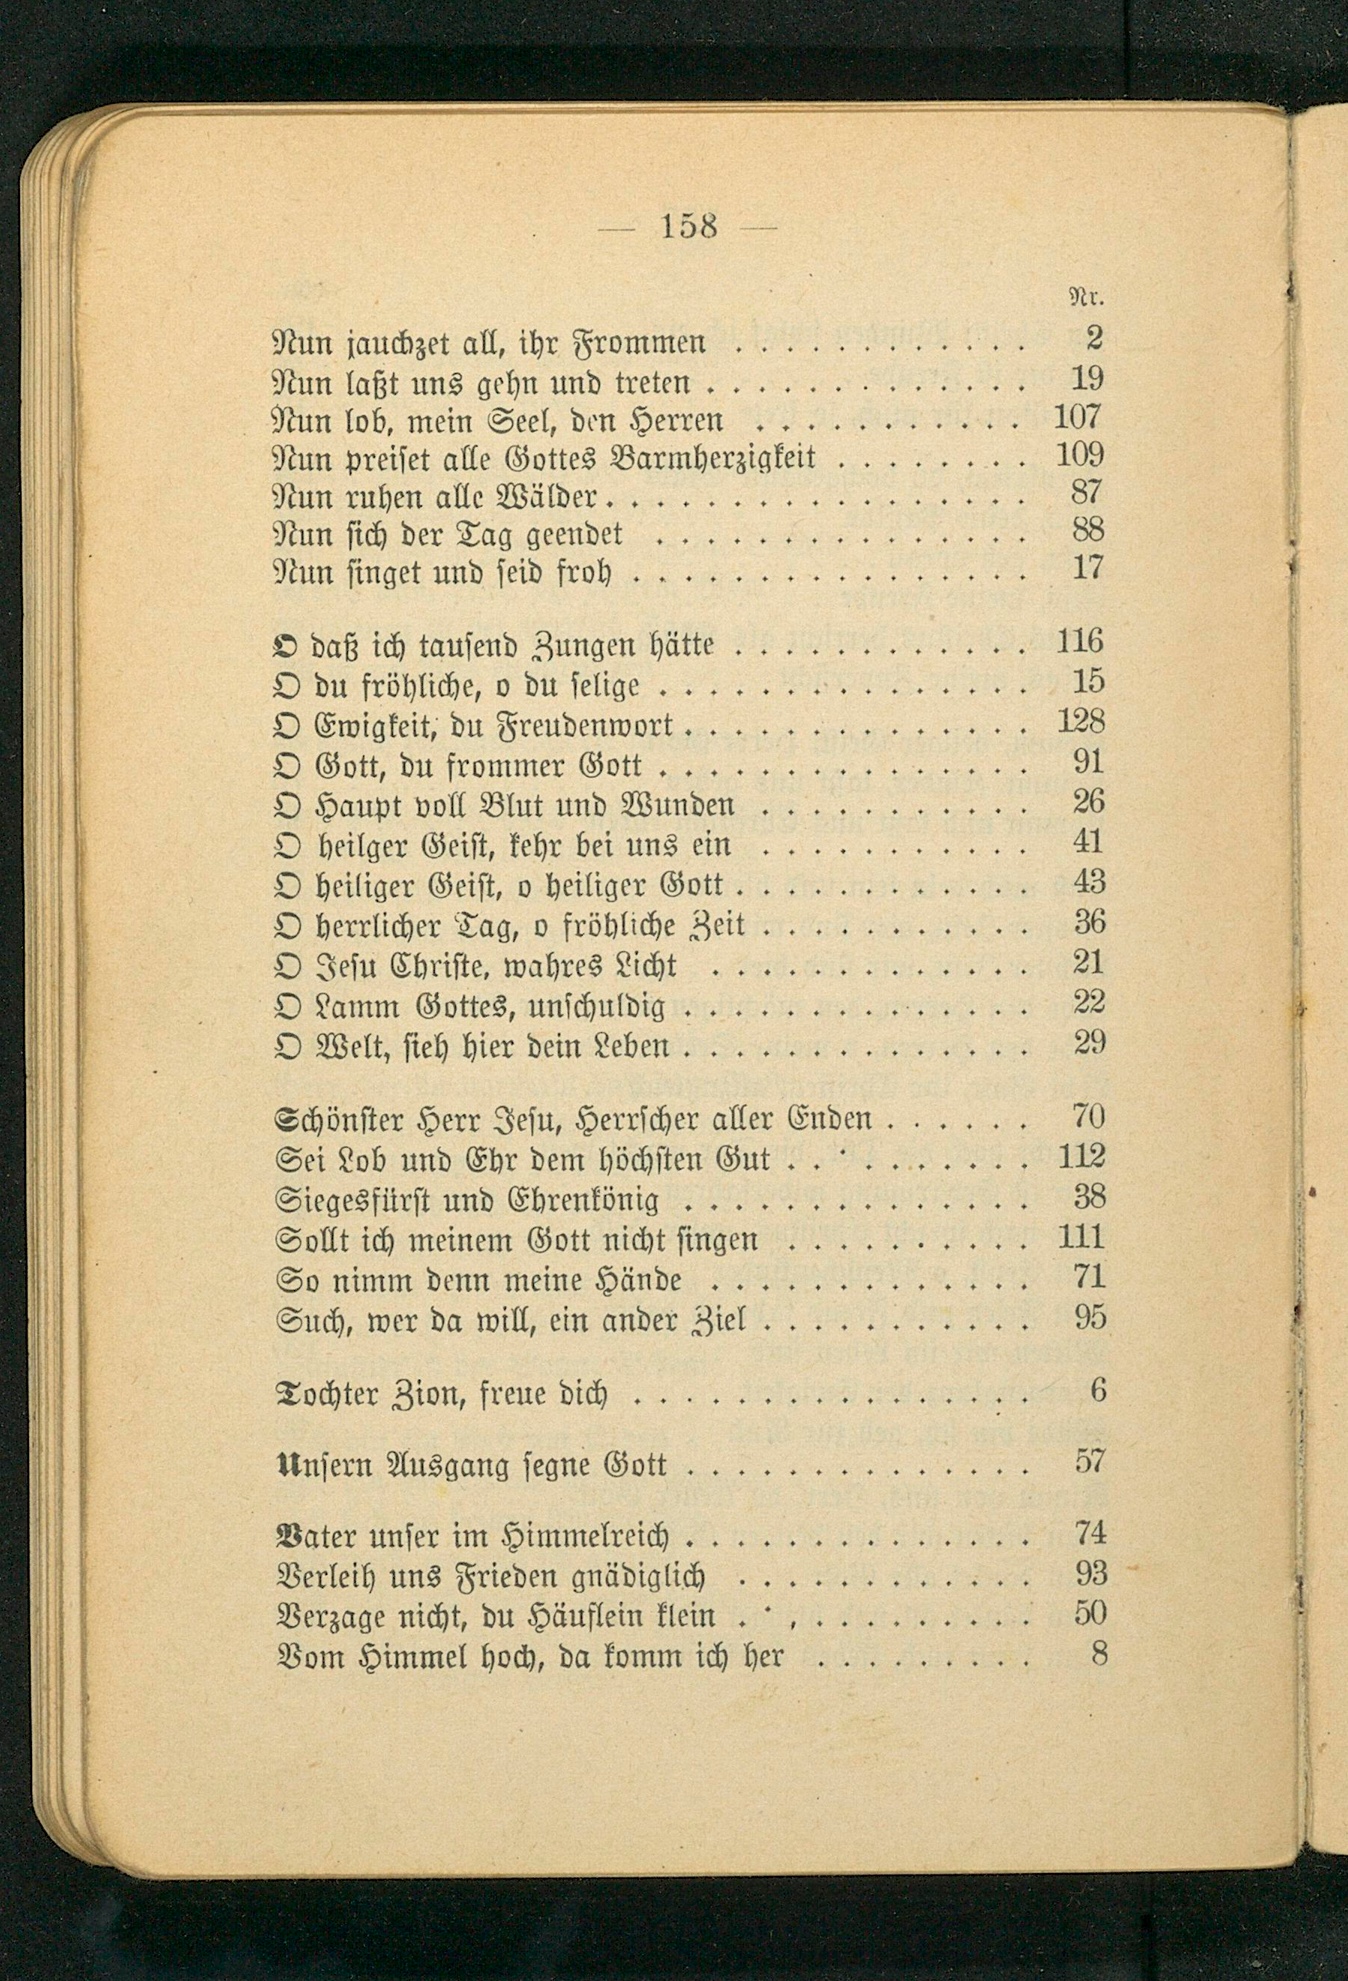 — 158 —
Nr.
Nun jauchzet all, ihr Frommen . . . . . . . . . . . . 2
Nun laßt uns gehn und treten . . . . . . . . . . . . . 19
Nun lob, mein Seel, den Herren . . . . . . . . . . . 107
Nun preiset alle Gottes Barmherzigkeit . . . . . . . . 109
Nun ruhen alle Wälder . . . . . . . . . . . . . . . . . 87
Nun sich der Tag geendet . . . . . . . . . . . . . . . 88
Nun singet und seid froh . . . . . . . . . . . . . . . . 17
O daß ich tausend Zungen hätte . . . . . . . . . . . . 116
O du fröhliche, o du selige . . . . . . . . . . . . . . . 15
O Ewigkeit, du Freudenwort . . . . . . . . . . . . . . 128
O Gott, du frommer Gott . . . . . . . . . . . . . . . 91
O Haupt voll Blut und Wunden . . . . . . . . . . . 26
O heilger Geist, kehr bei uns ein . . . . . . . . . . . 41
O heiliger Geist, o heiliger Gott . . . . . . . . . . . . 43
O herrlicher Tag, o fröhliche Zeit . . . . . . . . . . . 36
O Jesu Christe, wahres Licht . . . . . . . . . . . . . 21
O Lamm Gottes, unschuldig . . . . . . . . . . . . . . 22
O Welt, sieh hier dein Leben . . . . . . . . . . . . . . 29
Schönster Herr Jesu, Herrscher aller Enden . . . . . . 70
Sei Lob und Ehr dem höchsten Gut . . . . . . . . . . 112
Siegesfürst und Ehrenkönig . . . . . . . . . . . . . . 38
Sollt ich meinem Gott nicht singen . . . . . . . . . . 111
So nimm denn meine Hände . . . . . . . . . . . . . 71
Such, wer da will, ein ander Ziel . . . . . . . . . . . 95
Tochter Zion, freue dich . . . . . . . . . . . . . . . . 6
Unsern Ausgang segne Gott . . . . . . . . . . . . . . 57
Vater unser im Himmelreich . . . . . . . . . . . . . . 74
Verleih uns Frieden gnädiglich . . . . . . . . . . . . 93
Verzage nicht, du Häuflein klein . . . . . . . . . . . . 50
Vom Himmel hoch, da komm ich her . . . . . . . . . 8